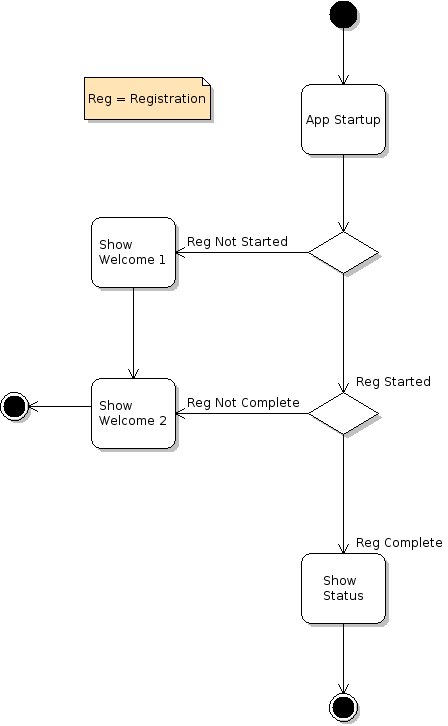 Reg = Registration
App Startup
Reg Not Started
Show
Welcome 1
Reg Started
Reg Not Complete
Show
Welcome 2
Reg Complete
Show
Status